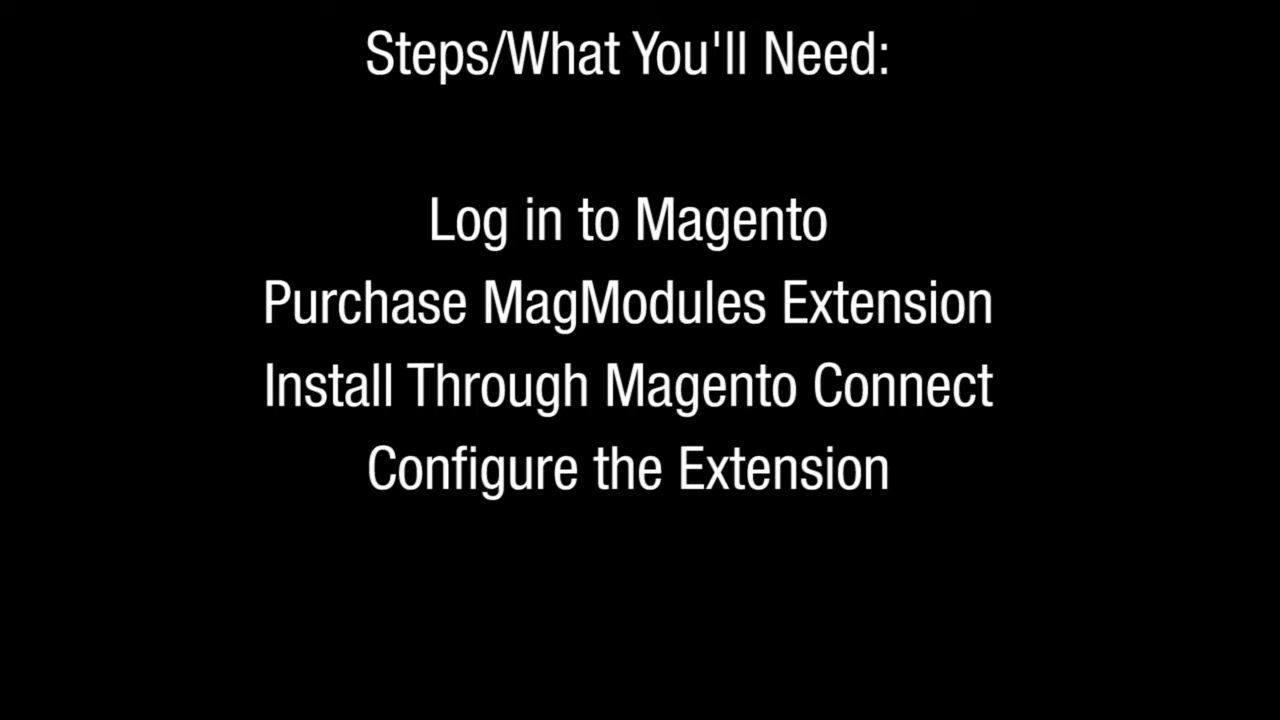 Steps/What You'll Need:
Log in to Magento
Purchase MagModules Extension
Install Through Magento Connect
Configure the Extension